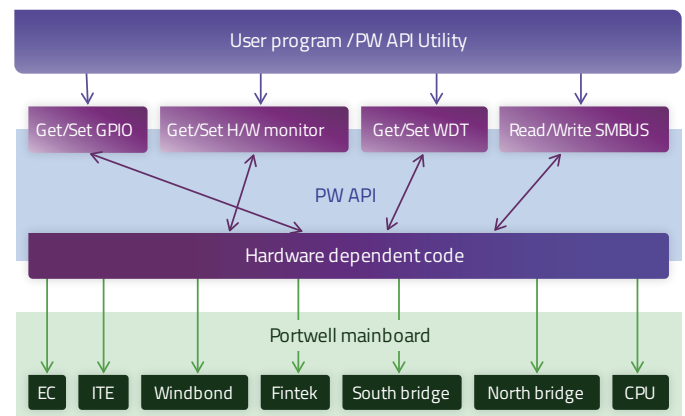 User program /PW API Utility
Get/Set GPIO
Get/Set H/W monitor
Get/Set WDT
Read/Write SMBUS
PW API
Hardware dependent code
Portwell mainboard
EC
ITE
Windbond
Fintek
South bridge
North bridge
CPU